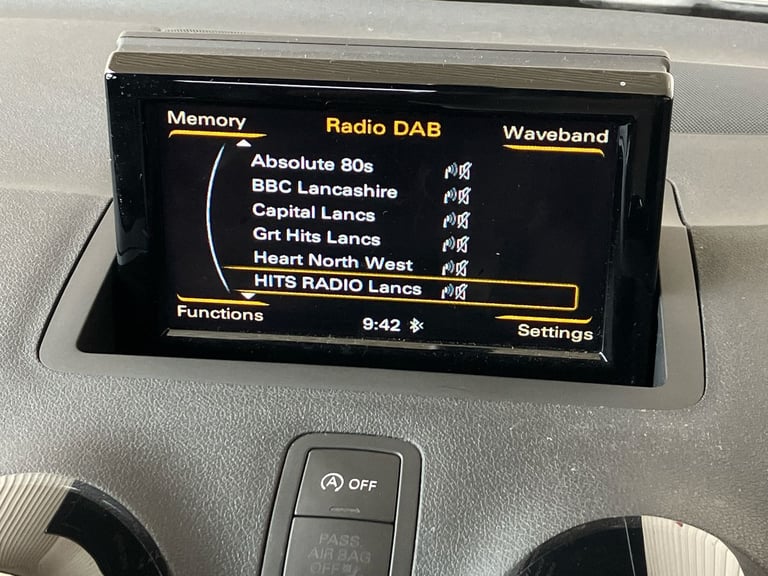 Memory
Radio DAB
Waveband
Absolute 80s
BBC Lancashire
Capital Lancs
Grt Hits Lancs
Heart North West
HITS RADIO Lancs
Functions
9:42
Settings
A OFF
PASS.
AIR BAG
OFF